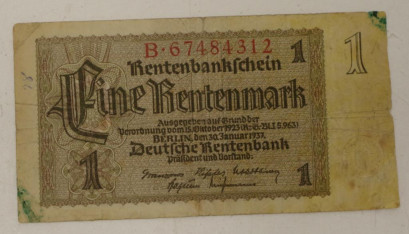 B·67484312
1
1
Rentenbankschein
Eine Rentenmark
Ausgegeben auf Grund der
Verordnung vom 15. Oktober 1923 (R.G.Bl.I S.963)
BERLIN, den 30. Januar 1937.
Deutsche Rentenbank
Präsident und Vorstand:
1
1